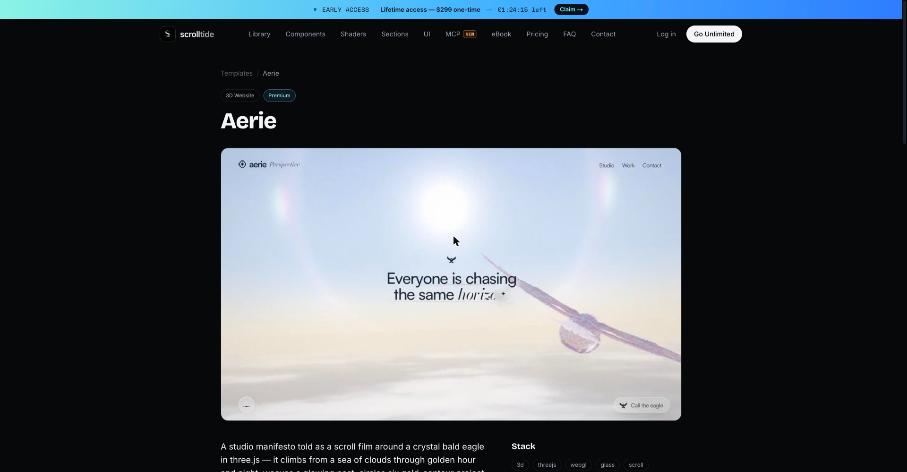 EARLY ACCESS Lifetime access — $299 one-time — 01:24:15 left Claim →
scrolltide Library Components Shaders Sections UI MCP NEW eBook Pricing FAQ Contact Log in Go Unlimited
Templates / Aerie
3D Website Premium
Aerie
aerie Perspective Studio Work Contact
Everyone is chasing
the same
Call the eagle
A studio manifesto told as a scroll film around a crystal bald eagle
in three.js — it climbs from a sea of clouds through golden hour
Stack
3d threejs webgl glass scroll